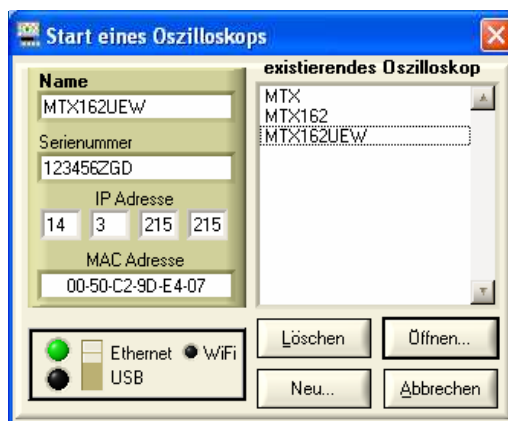 Start eines Oszilloskops
Name
MTX162UEW
Serienummer
123456ZGD
IP Adresse
14 3 215 215
MAC Adresse
00-50-C2-9D-E4-07
existierendes Oszilloskop
MTX
MTX162
MTX162UEW
Ethernet WiFi
USB
Löschen Öffnen...
Neu... Abbrechen